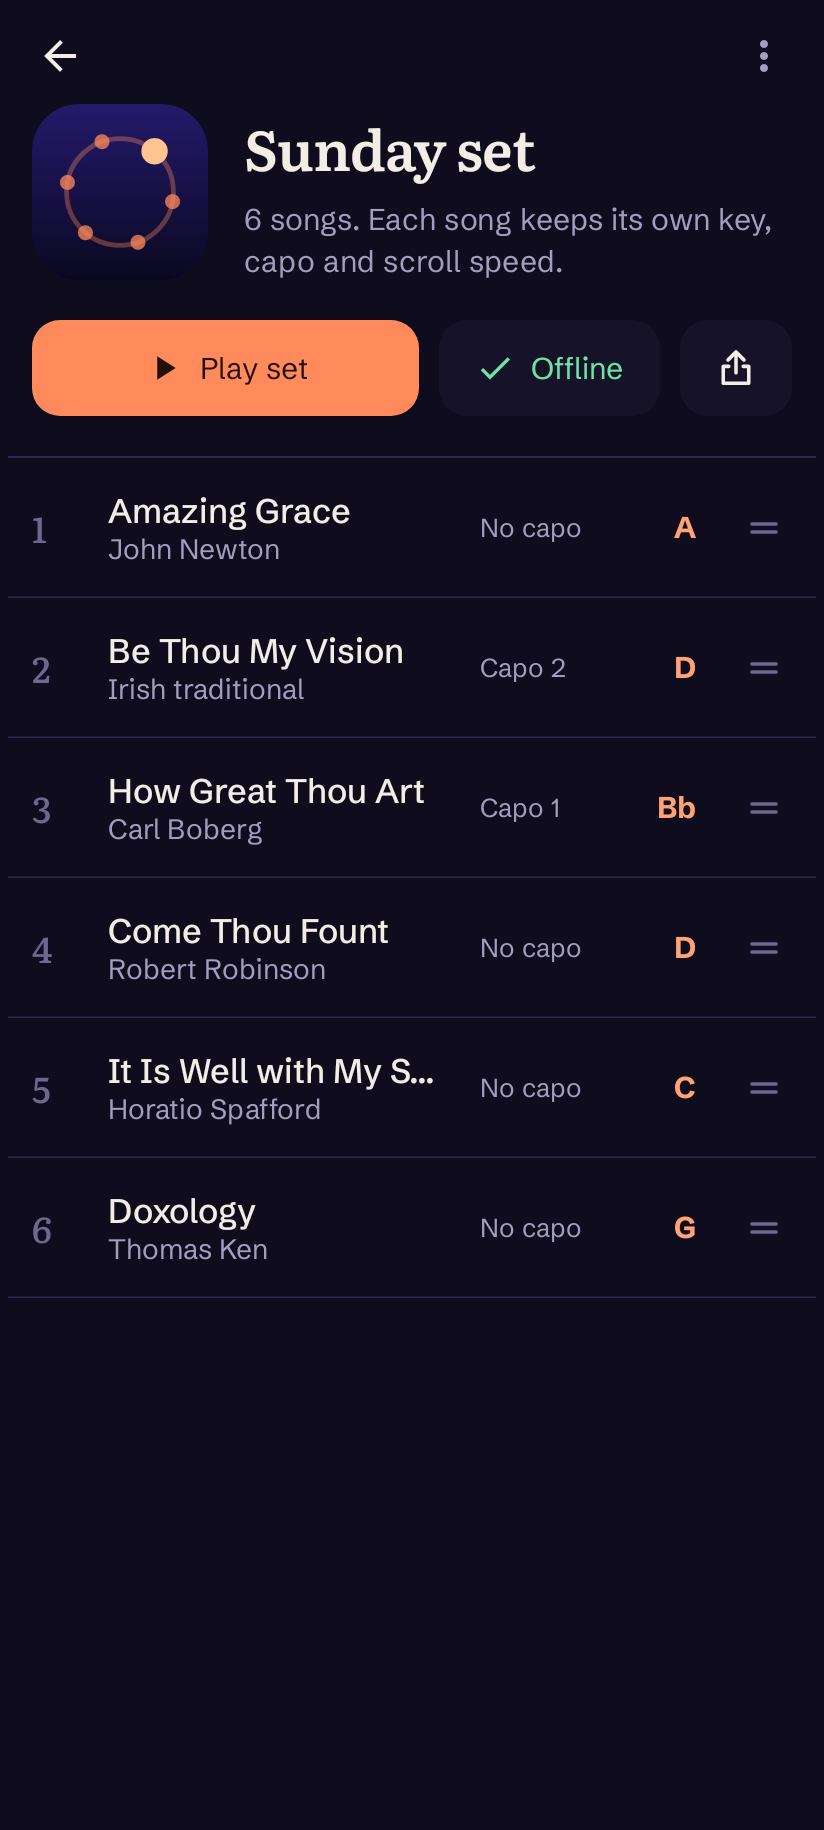 Sunday set
6 songs. Each song keeps its own key,
capo and scroll speed.
Play set
Offline
1
Amazing Grace
John Newton
No capo
A
2
Be Thou My Vision
Irish traditional
Capo 2
D
3
How Great Thou Art
Carl Boberg
Capo 1
Bb
4
Come Thou Fount
Robert Robinson
No capo
D
5
It Is Well with My S...
Horatio Spafford
No capo
C
6
Doxology
Thomas Ken
No capo
G